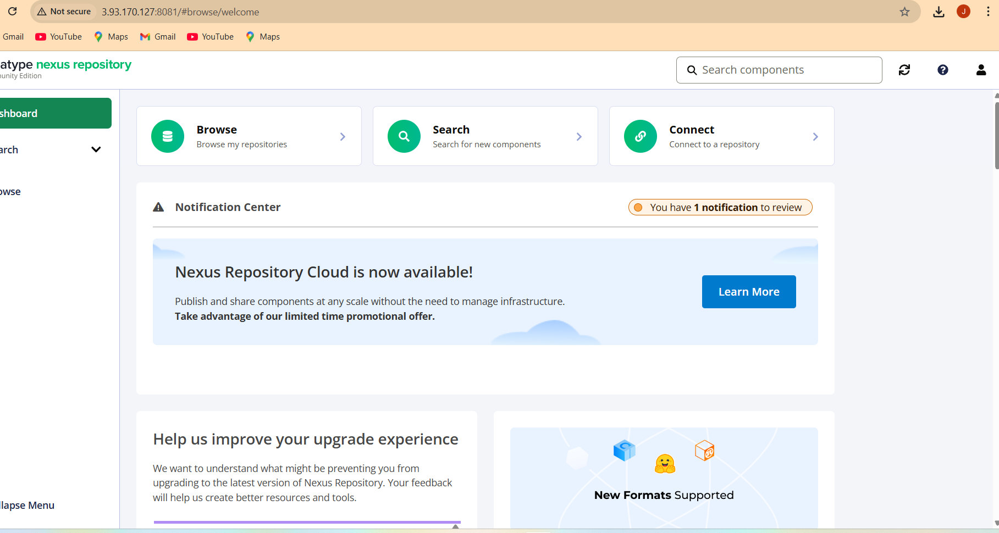 Not secure
3.93.170.127:8081/#browse/welcome
J
Gmail YouTube Maps Gmail YouTube Maps
atype nexus repository
unity Edition
Search components
shboard
arch
owse
llapse Menu
Browse
Browse my repositories
Search
Search for new components
Connect
Connect to a repository
Notification Center
You have 1 notification to review
Nexus Repository Cloud is now available!
Publish and share components at any scale without the need to manage infrastructure.
Take advantage of our limited time promotional offer.
Learn More
Help us improve your upgrade experience
We want to understand what might be preventing you from
upgrading to the latest version of Nexus Repository. Your feedback
will help us create better resources and tools.
New Formats Supported